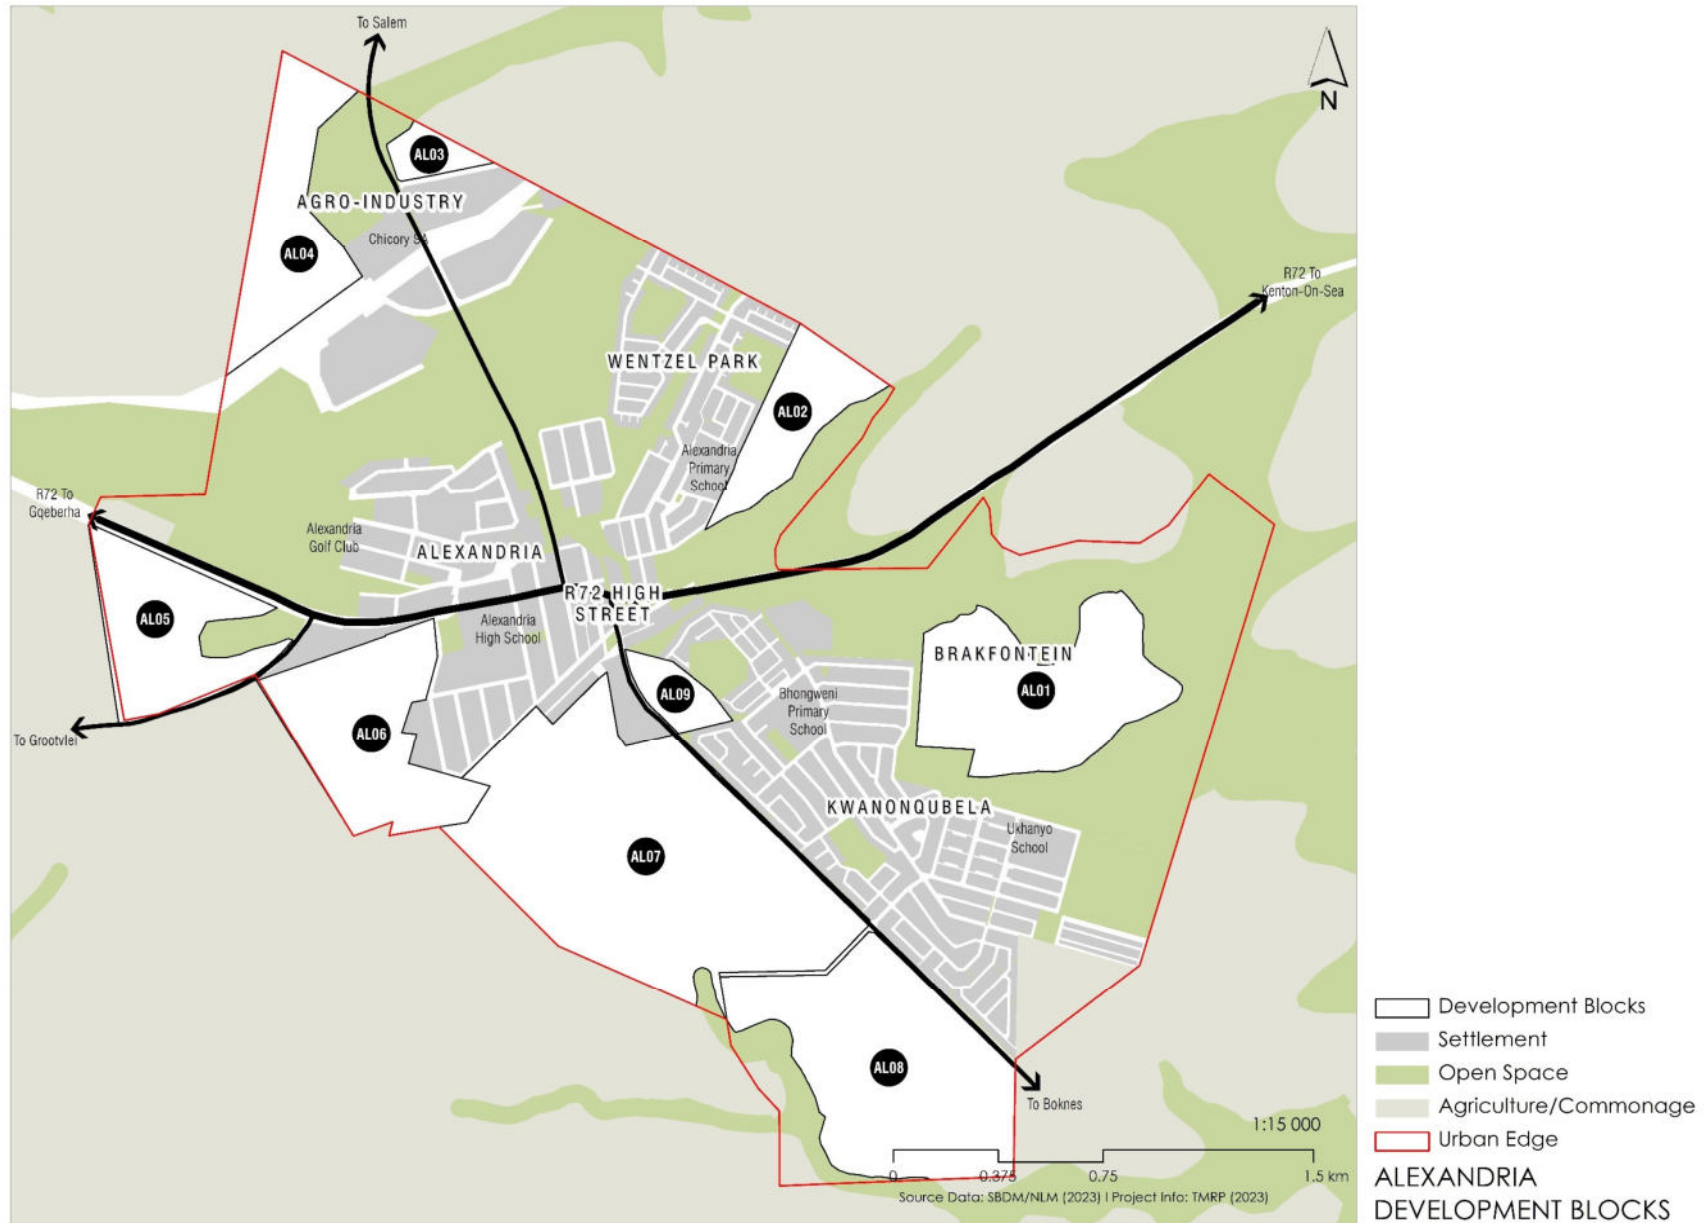 To Salem
N
AL03
AGRO-INDUSTRY
Chicory SA
AL04
R72 To
Kenton-On-Sea
WENTZEL PARK
AL02
Alexandria
Primary
School
R72 To
Gqeberha
Alexandria
Golf Club
ALEXANDRIA
R72 HIGH
STREET
AL05
Alexandria
High School
BRAKFONTEIN
AL01
AL09
Bhongweni
Primary
School
To Grootvlei
AL06
KWANONQUBELA
Ukhanyo
School
AL07
AL08
To Boknes
1:15 000
0 0.375 0.75 1.5 km
Source Data: SBDM/NLM (2023) I Project Info: TMRP (2023)
Development Blocks
Settlement
Open Space
Agriculture/Commonage
Urban Edge
ALEXANDRIA
DEVELOPMENT BLOCKS